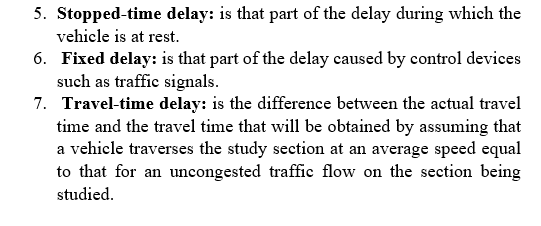 5. Stopped-time delay: is that part of the delay during which the
vehicle is at rest.
6. Fixed delay: is that part of the delay caused by control devices
such as traffic signals.
7. Travel-time delay: is the difference between the actual travel
time and the travel time that will be obtained by assuming that
a vehicle traverses the study section at an average speed equal
to that for an uncongested traffic flow on the section being
studied.